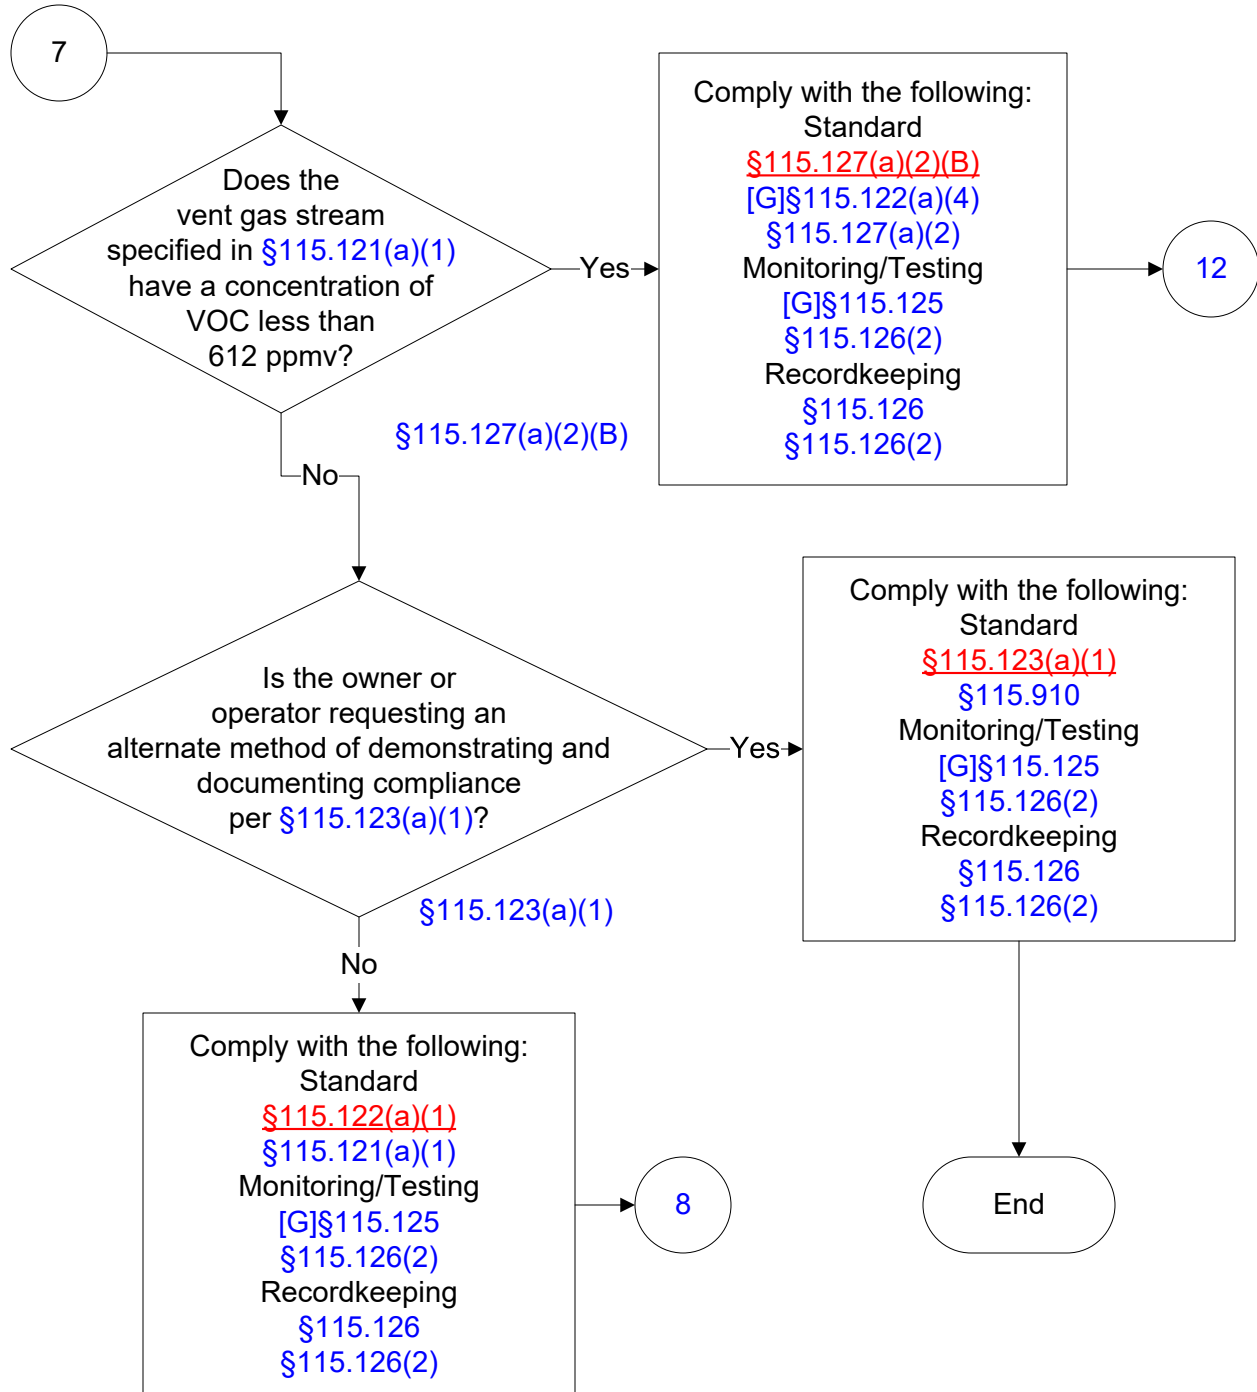 7
Does the
vent gas stream
specified in §115.121(a)(1)
have a concentration of
VOC less than
612 ppmv?
Yes
Comply with the following:
Standard
§115.127(a)(2)(B)
[G]§115.122(a)(4)
§115.127(a)(2)
Monitoring/Testing
[G]§115.125
§115.126(2)
Recordkeeping
§115.126
§115.126(2)
12
§115.127(a)(2)(B)
No
Is the owner or
operator requesting an
alternate method of demonstrating and
documenting compliance
per §115.123(a)(1)?
Yes
Comply with the following:
Standard
§115.123(a)(1)
§115.910
Monitoring/Testing
[G]§115.125
§115.126(2)
Recordkeeping
§115.126
§115.126(2)
§115.123(a)(1)
No
Comply with the following:
Standard
§115.122(a)(1)
§115.121(a)(1)
Monitoring/Testing
[G]§115.125
§115.126(2)
Recordkeeping
§115.126
§115.126(2)
8
End